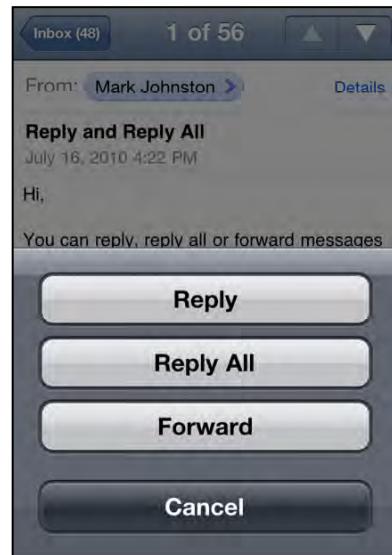 Inbox (48) 1 of 56
From: Mark Johnston Details
Reply and Reply All
July 16, 2010 4:22 PM
Hi,
You can reply, reply all or forward messages
Reply
Reply All
Forward
Cancel